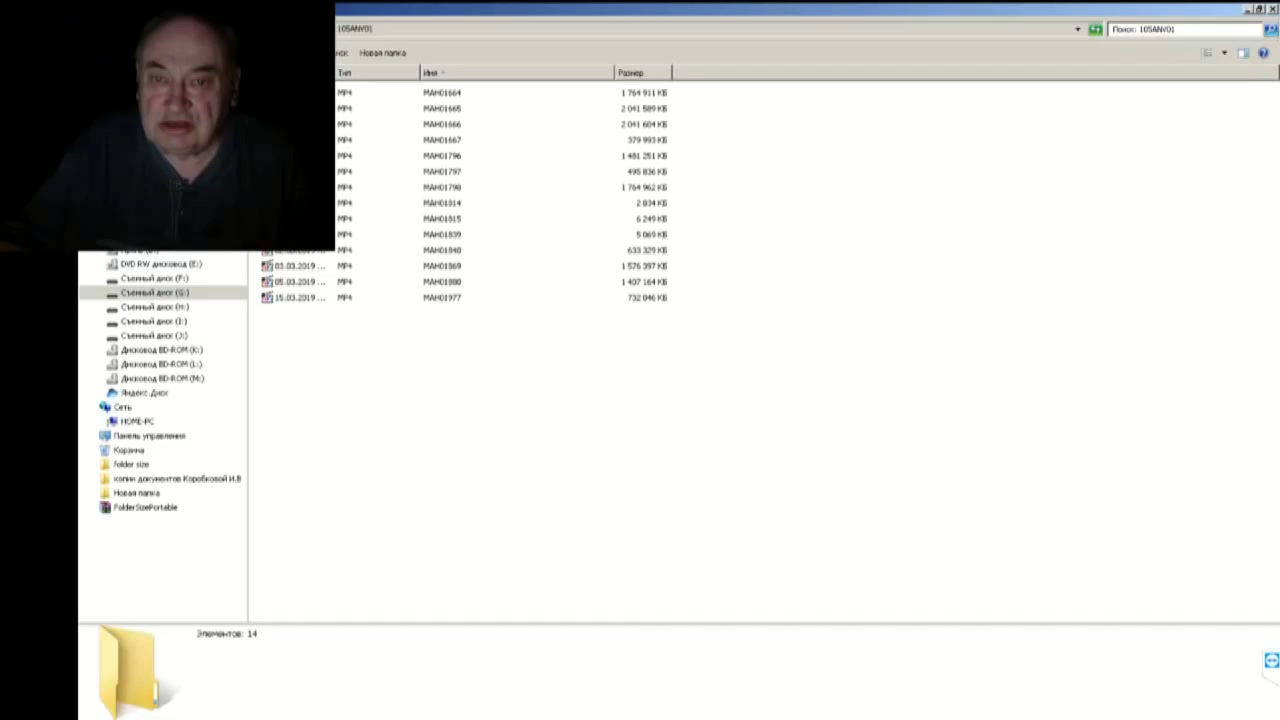 105ANV01
Поиск: 105ANV01
Новая папка
Тип Имя Размер
MP4 MAH01664 1 764 911 КБ
MP4 MAH01665 2 041 589 КБ
MP4 MAH01666 2 041 604 КБ
MP4 MAH01667 379 993 КБ
MP4 MAH01796 1 481 251 КБ
MP4 MAH01797 495 836 КБ
MP4 MAH01798 1 764 962 КБ
MP4 MAH01814 2 834 КБ
MP4 MAH01815 6 249 КБ
MP4 MAH01839 5 069 КБ
MP4 MAH01840 633 329 КБ
03.03.2019 ... MP4 MAH01869 1 576 397 КБ
05.03.2019 ... MP4 MAH01880 1 407 164 КБ
15.03.2019 ... MP4 MAH01977 732 046 КБ
DVD RW дисковод (E:)
Съемный диск (F:)
Съемный диск (G:)
Съемный диск (H:)
Съемный диск (I:)
Съемный диск (J:)
Дисковод BD-ROM (K:)
Дисковод BD-ROM (L:)
Дисковод BD-ROM (M:)
Яндекс.Диск
Сеть
HOME-PC
Панель управления
Корзина
folder size
копии документов Коробковой И.В
Новая папка
FolderSizePortable
Элементов: 14